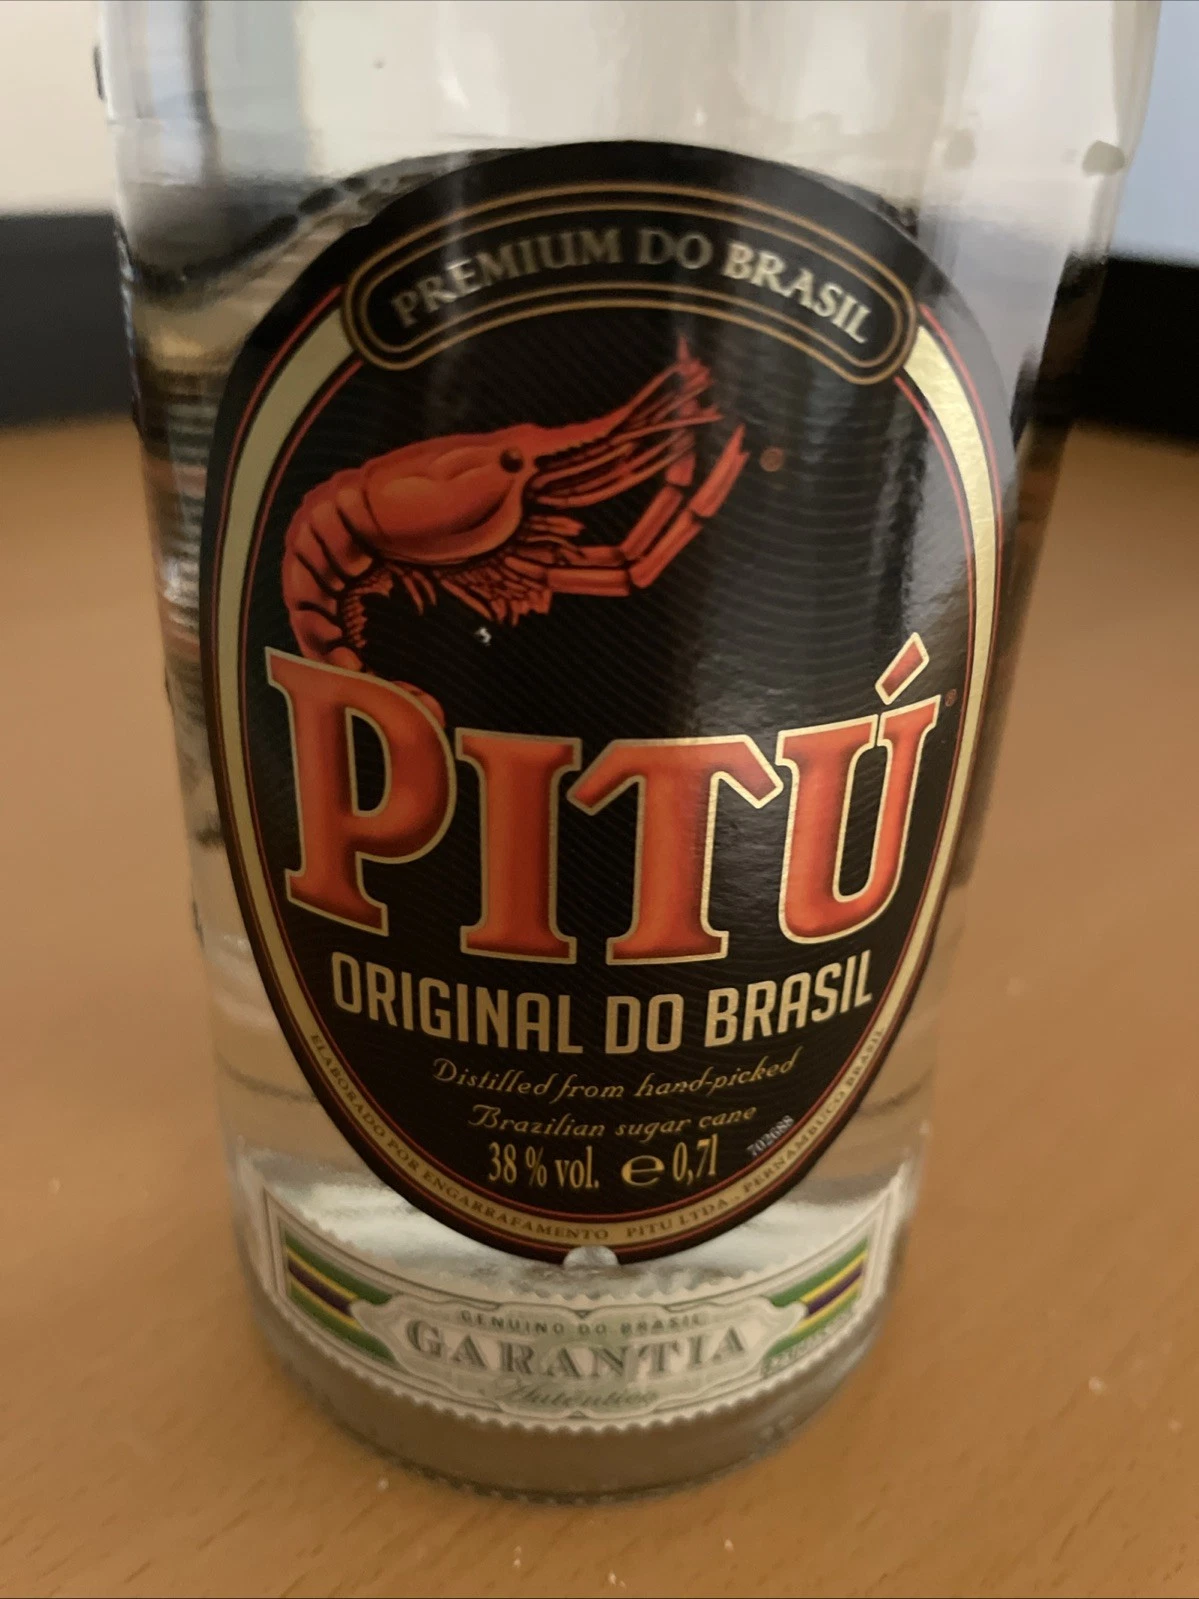 PREMIUM DO BRASIL
®
PITÚ®
ORIGINAL DO BRASIL
Distilled from hand-picked
Brazilian sugar cane
38 % vol. ℮ 0,7l
702688
ELABORADO POR ENGARRAFAMENTO PITU LTDA. PERNAMBUCO BRASIL
GENUINO DO BRASIL
GARANTIA
Autêntico